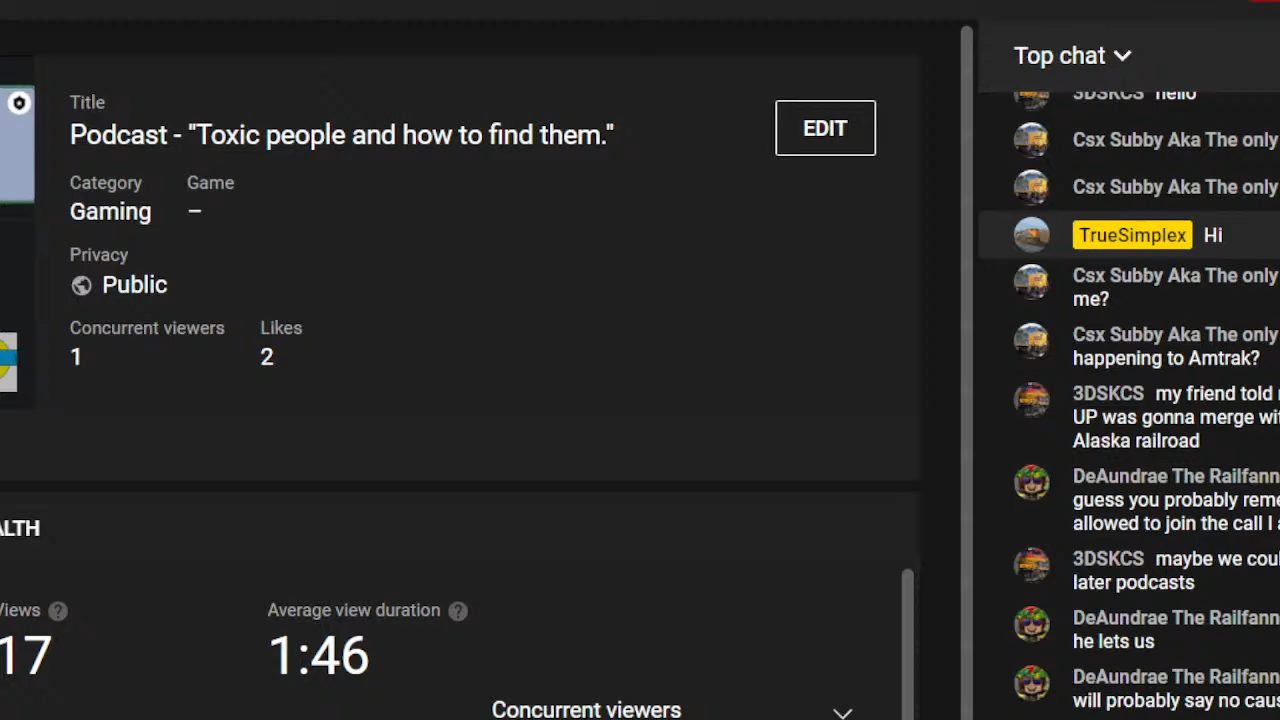 Title
Podcast - "Toxic people and how to find them."
EDIT
Category
Game
Gaming
–
Privacy
Public
Concurrent viewers
Likes
1
2
ALTH
Views
Average view duration
17
1:46
Concurrent viewers
Top chat
3DSKCS hello
Csx Subby Aka The only
Csx Subby Aka The only
TrueSimplex Hi
Csx Subby Aka The only
me?
Csx Subby Aka The only
happening to Amtrak?
3DSKCS my friend told
UP was gonna merge
Alaska railroad
DeAundrae The Railfann
guess you probably
allowed to join the call I
3DSKCS maybe we
later podcasts
DeAundrae The Railfann
he lets us
DeAundrae The Railfann
will probably say no